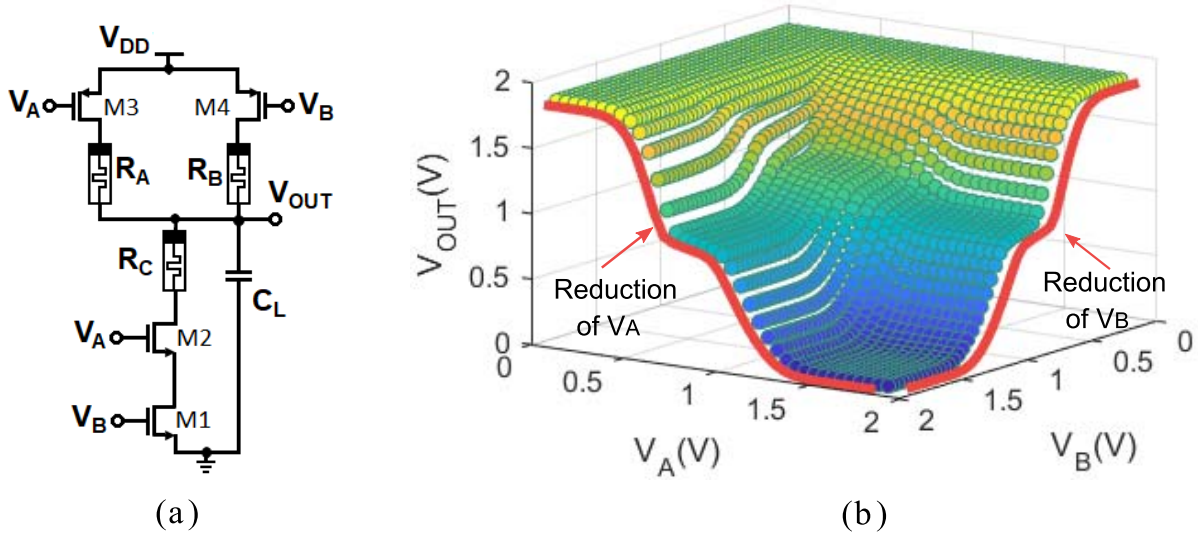 VDD
VA
M3
M4
VB
RA
RB
VOUT
RC
CL
VA
M2
VB
M1
(a)
VOUT(V)
2
1.5
1
0.5
0
Reduction
of VA
Reduction
of VB
0
0.5
1
1.5
2
VA(V)
2
1.5
1
0.5
0
VB(V)
(b)